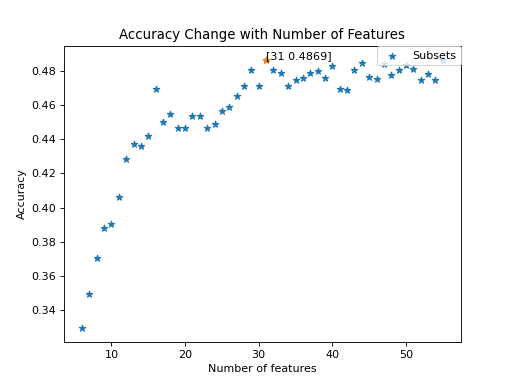 Accuracy Change with Number of Features
[31 0.4869]
Subsets
0.48
0.46
0.44
0.42
0.40
0.38
0.36
0.34
Accuracy
10 20 30 40 50
Number of features